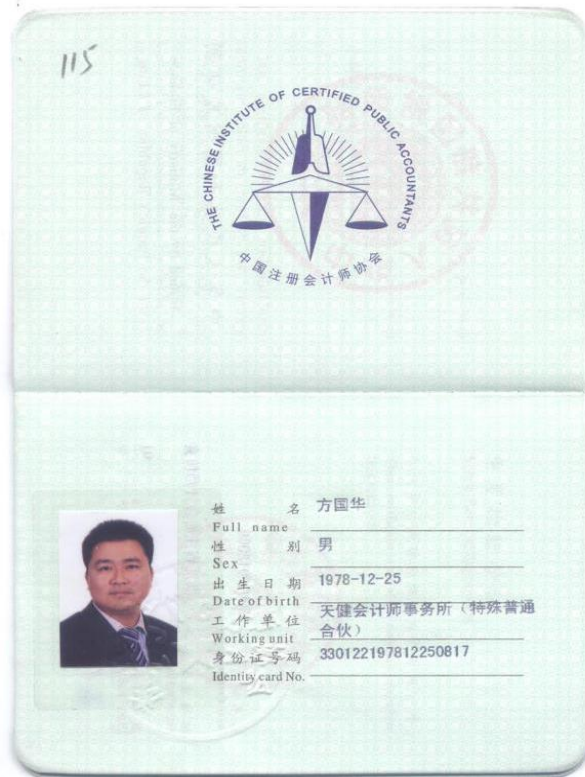 115
THE CHINESE INSTITUTE OF CERTIFIED PUBLIC ACCOUNTANTS
中国注册会计师协会
姓 名 方国华
Full name
性 别 男
Sex
出生日期 1978-12-25
Date of birth
工作单位 天健会计师事务所（特殊普通
Working unit 合伙）
身份证号码 330122197812250817
Identity card No.